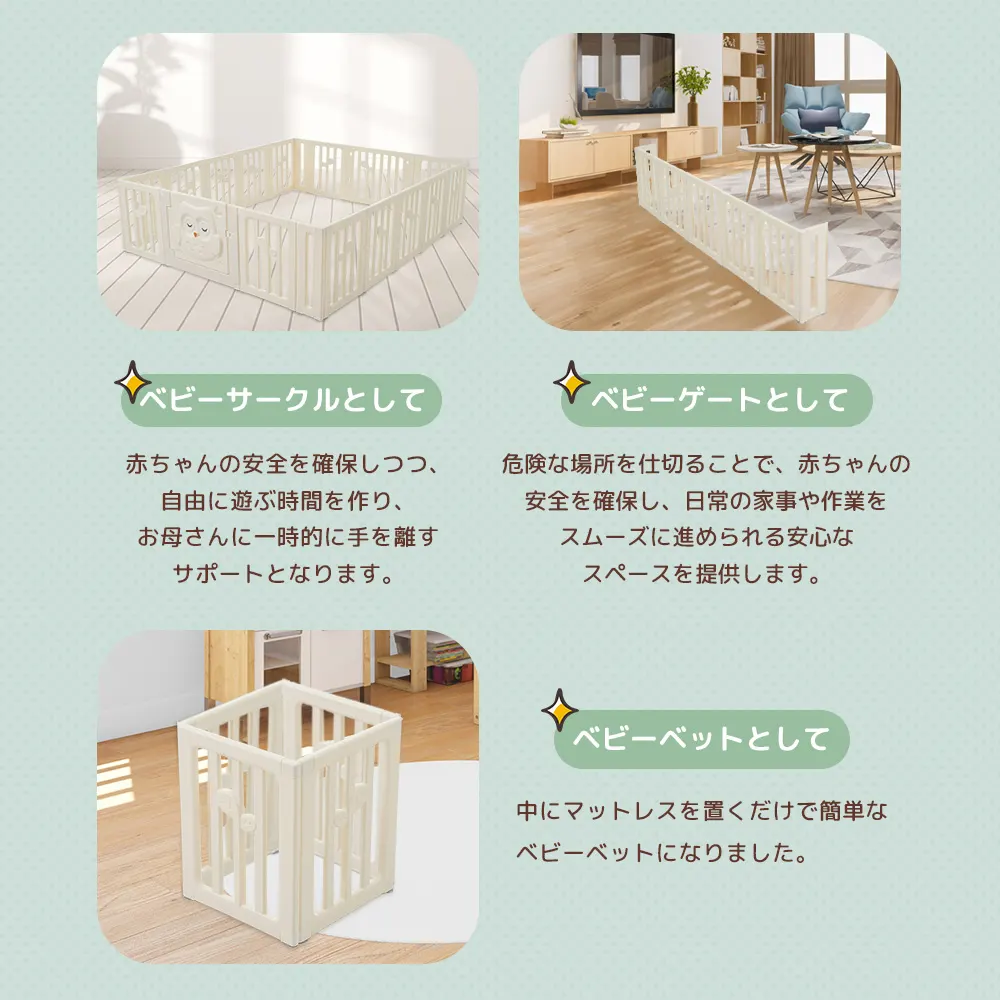 ベビーサークルとして
赤ちゃんの安全を確保しつつ、
自由に遊ぶ時間を作り、
お母さんに一時的に手を離す
サポートとなります。
ベビーゲートとして
危険な場所を仕切ることで、赤ちゃんの
安全を確保し、日常の家事や作業を
スムーズに進められる安心な
スペースを提供します。
ベビーベットとして
中にマットレスを置くだけで簡単な
ベビーベットになりました。